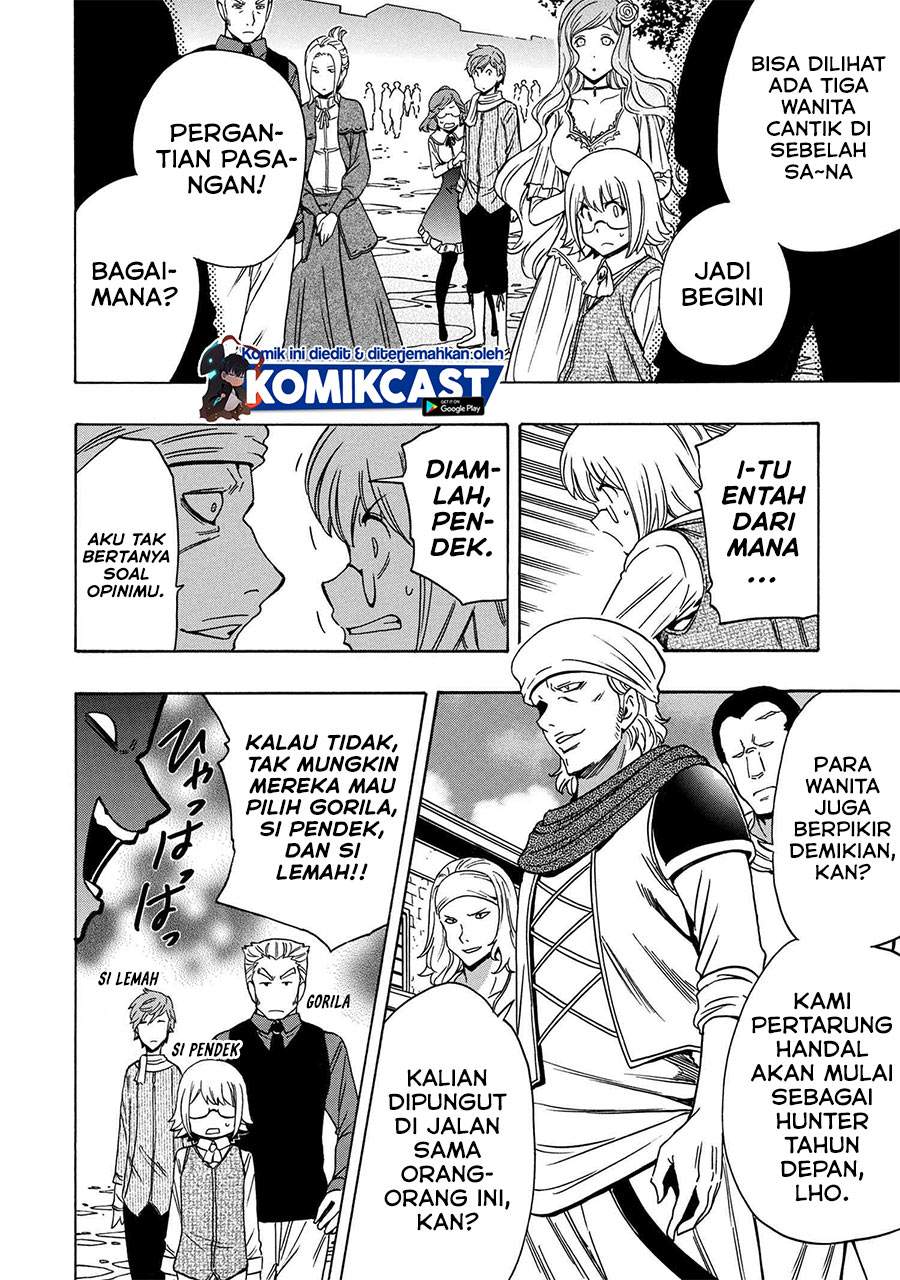 BISA DILIHAT
ADA TIGA
WANITA
CANTIK DI
SEBELAH
SA~NA
JADI
BEGINI
PERGAN-
TIAN PASA-
NGAN!
BAGAI-
MANA?
Komik ini diedit & diterjemahkan oleh
KOMIKCAST
GET IT ON
Google Play
I-TU
ENTAH
DARI
MANA
...
DIAM-
LAH,
PEN-
DEK.
AKU TAK
BERTANYA
SOAL
OPINIMU.
PARA
WANITA
JUGA
BERPIKIR
DEMIKIAN,
KAN?
KAMI
PERTARUNG
HANDAL
AKAN MULAI
SEBAGAI
HUNTER
TAHUN
DEPAN,
LHO.
KALIAN
DIPUNGUT
DI JALAN
SAMA
ORANG-
ORANG INI,
KAN?
KALAU TIDAK,
TAK MUNGKIN
MEREKA MAU
PILIH GORILA,
SI PENDEK,
DAN SI
LEMAH!!
ひゃっはっはっ
SI LEMAH
SI PENDEK
GORILA